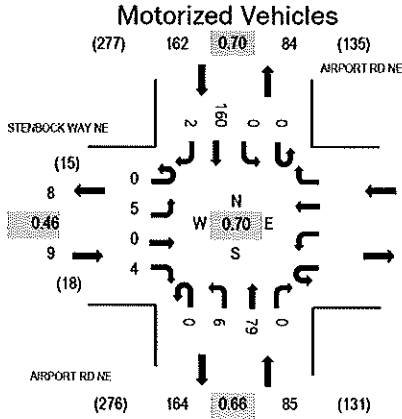 Motorized Vehicles
(277) 162 0.70 84 (135)
AIRPORT RD NE
2 160 0 0
STENBOCK WAY NE
(15)
8
0.46
9
(18)
0
5
0
4
N
W 0.70 E
S
0 6 79 0
AIRPORT RD NE
(276) 164 0.66 85 (131)